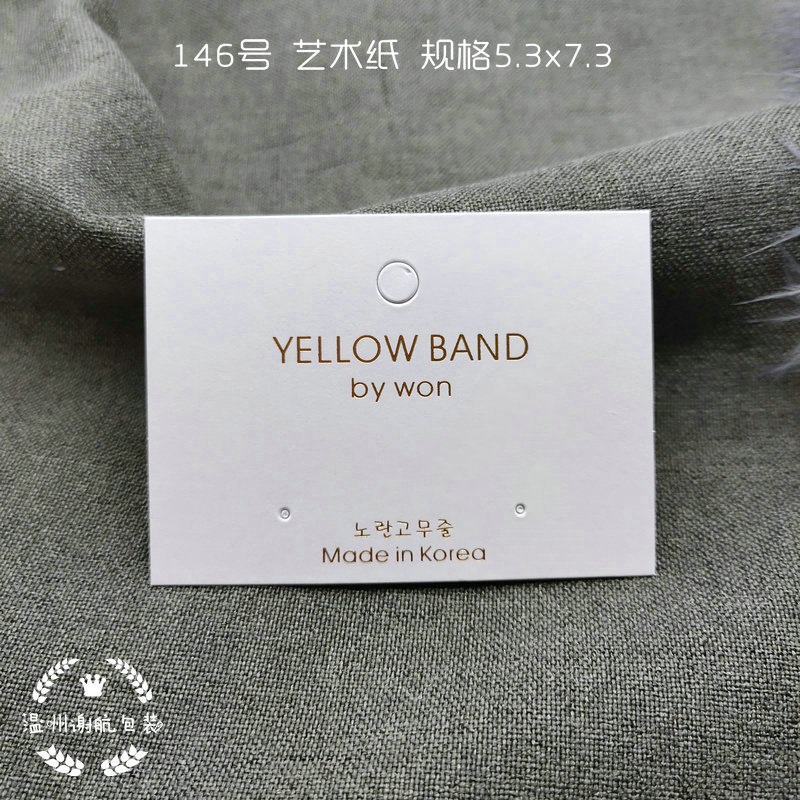 146号 艺术纸 规格5.3x7.3
YELLOW BAND
by won
노란고무줄
Made in Korea
温州谢航包装